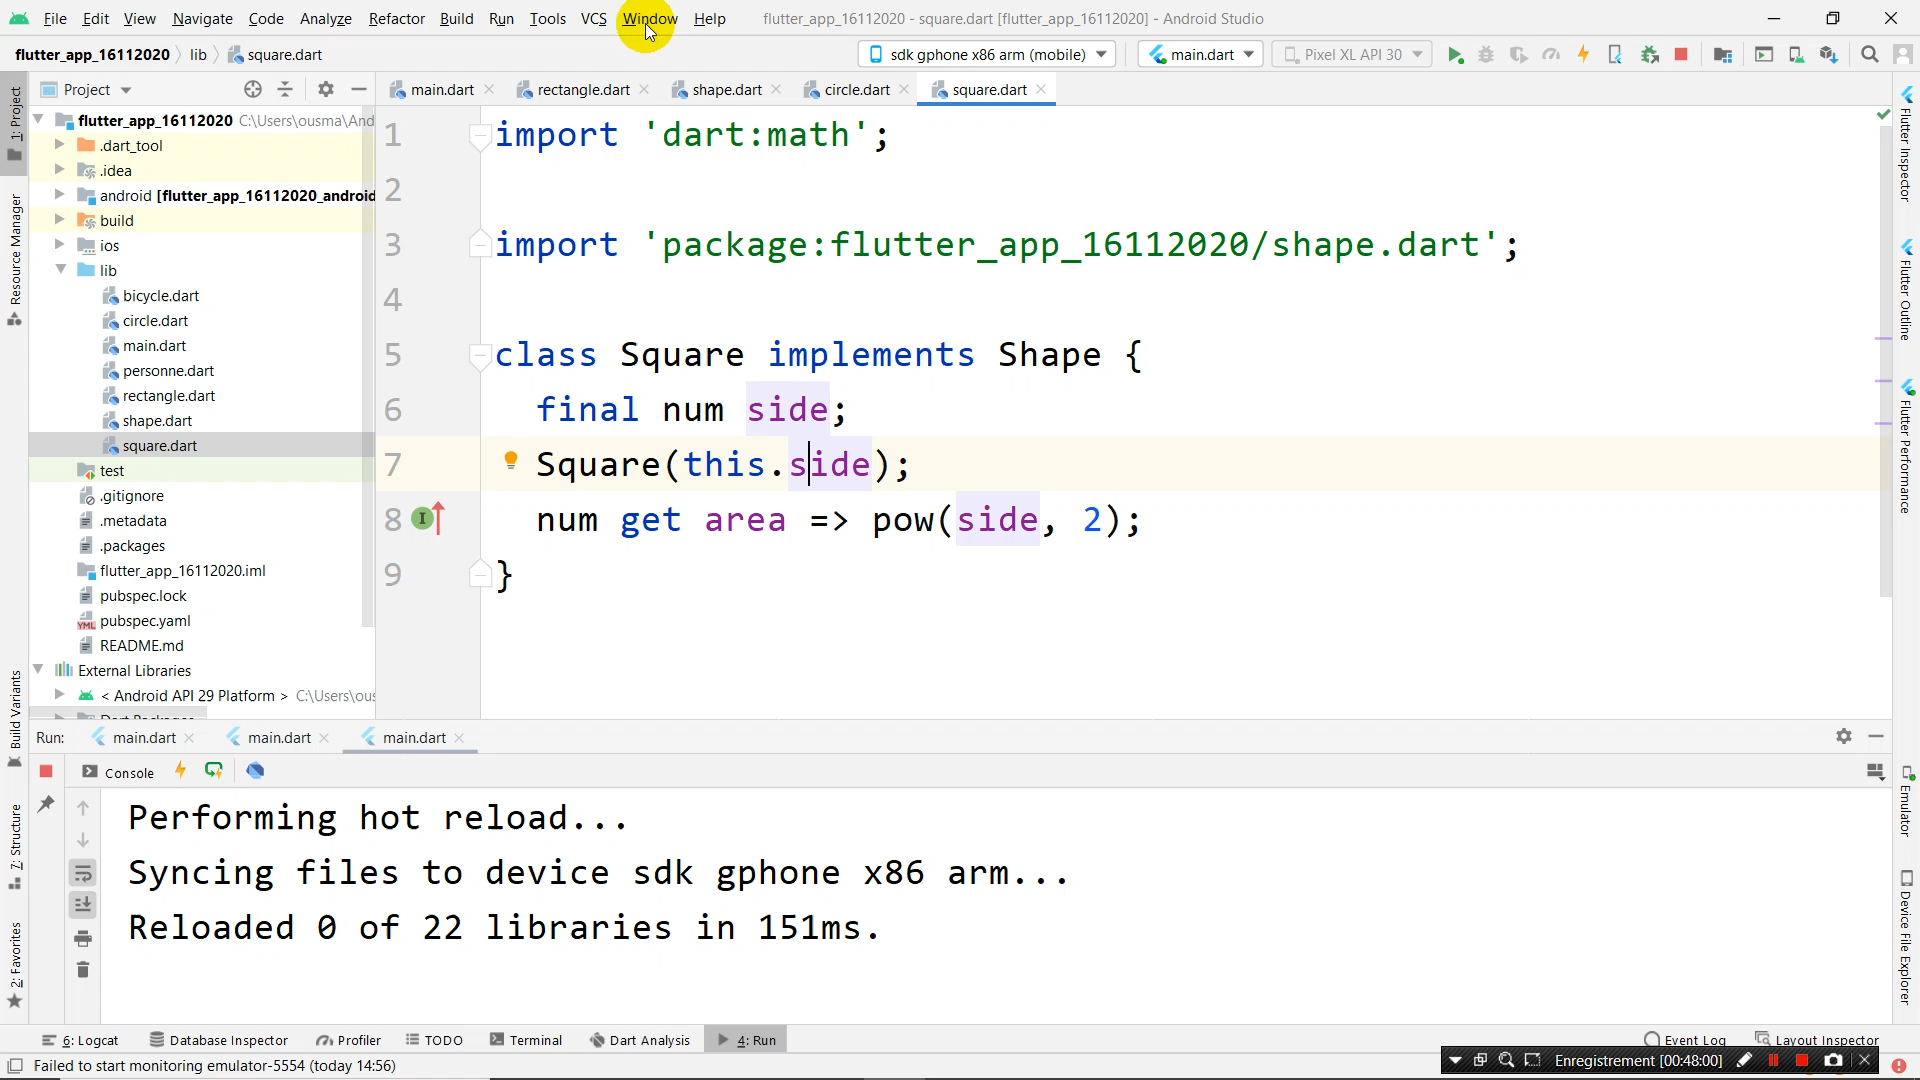 File Edit View Navigate Code Analyze Refactor Build Run Tools VCS Window Help flutter_app_16112020 - square.dart [flutter_app_16112020] - Android Studio
flutter_app_16112020 lib square.dart sdk gphone x86 arm (mobile) main.dart Pixel XL API 30
Project main.dart rectangle.dart shape.dart circle.dart square.dart
flutter_app_16112020 C:\Users\ousma\And
.dart_tool
.idea
android [flutter_app_16112020_android
build
ios
lib
bicycle.dart
circle.dart
main.dart
personne.dart
rectangle.dart
shape.dart
square.dart
test
.gitignore
.metadata
.packages
flutter_app_16112020.iml
pubspec.lock
pubspec.yaml
README.md
External Libraries
< Android API 29 Platform > C:\Users\ous
1 import 'dart:math';
2
3 import 'package:flutter_app_16112020/shape.dart';
4
5 class Square implements Shape {
6 final num side;
7 Square(this.side);
8 num get area => pow(side, 2);
9 }
1: Project
Resource Manager
Build Variants
7: Structure
2: Favorites
Flutter Inspector
Flutter Outline
Flutter Performance
Emulator
Device File Explorer
Run: main.dart main.dart main.dart
Console
Performing hot reload...
Syncing files to device sdk gphone x86 arm...
Reloaded 0 of 22 libraries in 151ms.
6: Logcat Database Inspector Profiler TODO Terminal Dart Analysis 4: Run Event Log Layout Inspector
Failed to start monitoring emulator-5554 (today 14:56)
Enregistrement [00:48:00]